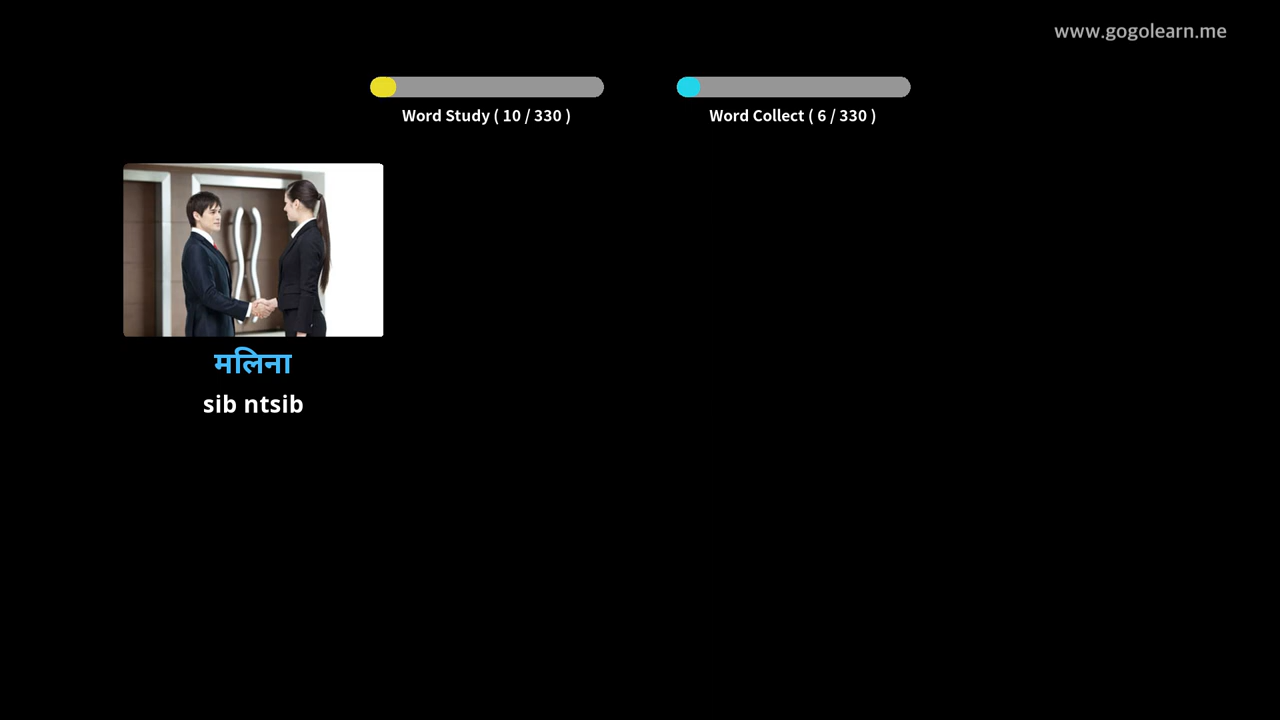 www.gogolearn.me
Word Study ( 10 / 330 )
Word Collect ( 6 / 330 )
मलिना
sib ntsib